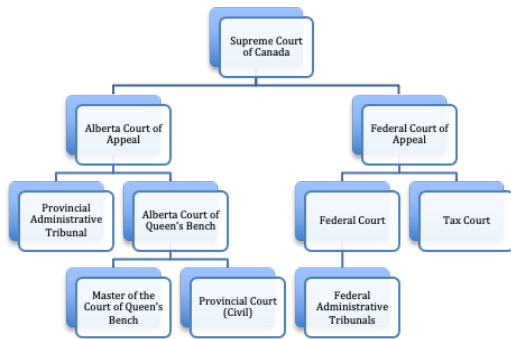 Supreme Court
of Canada
Alberta Court of
Appeal
Federal Court of
Appeal
Provincial
Administrative
Tribunal
Alberta Court of
Queen's Bench
Federal Court
Tax Court
Master of the
Court of Queen's
Bench
Provincial Court
(Civil)
Federal
Administrative
Tribunals